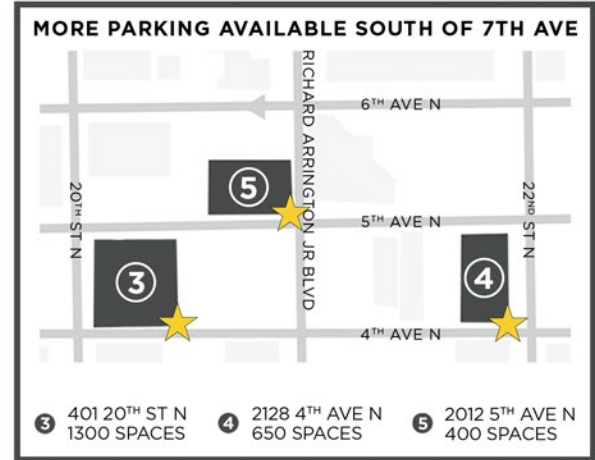 MORE PARKING AVAILABLE SOUTH OF 7TH AVE
RICHARD ARRINGTON JR BLVD
6TH AVE N
20TH ST N
5
5TH AVE N
22ND ST N
3
4
4TH AVE N
3 401 20TH ST N
1300 SPACES
4 2128 4TH AVE N
650 SPACES
5 2012 5TH AVE N
400 SPACES